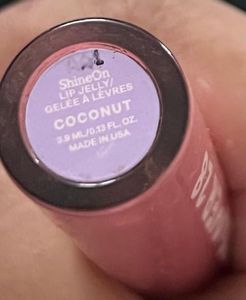 ShineOn
LIP JELLY/
GELÉE À LÈVRES
COCONUT
3.9 ML/0.13 FL. OZ.
MADE IN USA